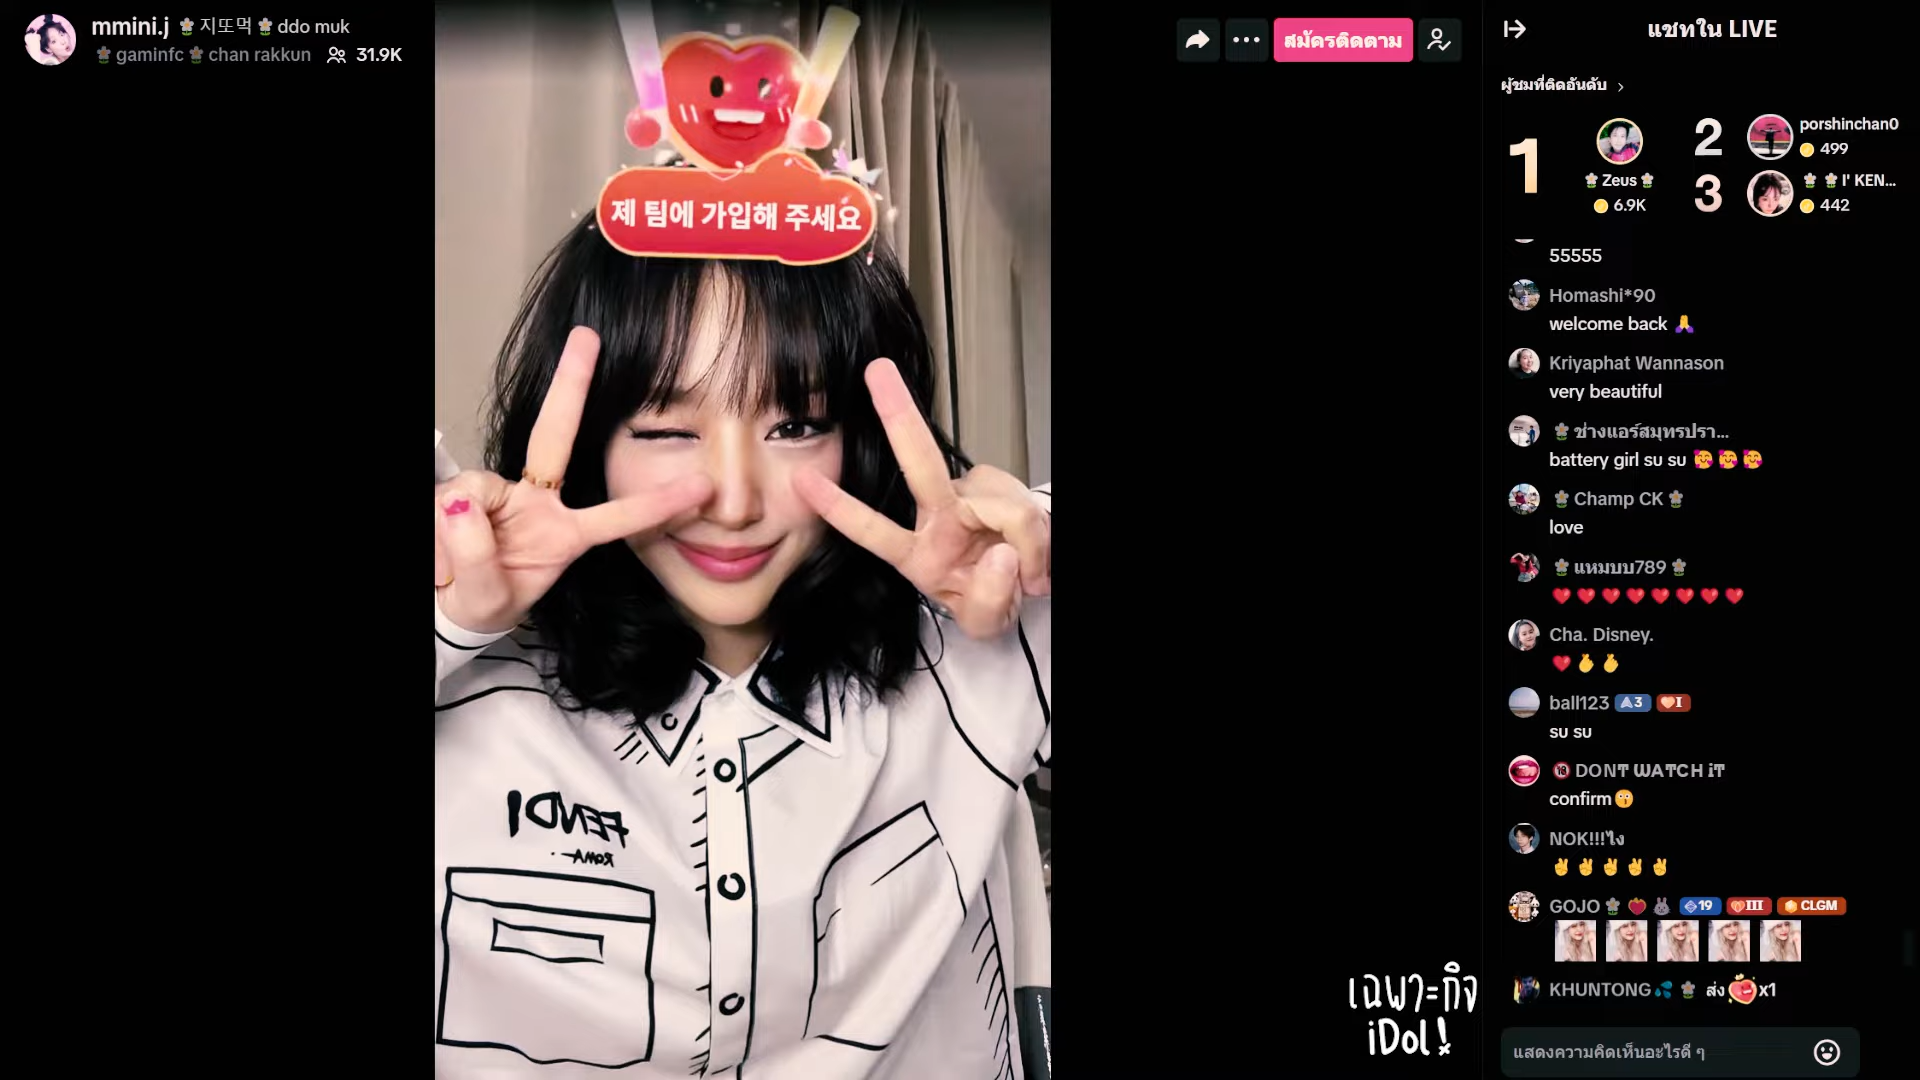 mmini.j 지또먹 ddo muk
gaminfc chan rakkun 31.9K
สมัครติดตาม
제 팀에 가입해 주세요
FENDI
ROMA
เฉพาะกิจ
iDol!
แชทใน LIVE
ผู้ชมที่ติดอันดับ
1
Zeus
6.9K
2
porshinchan0
499
3
I' KEN...
442
55555
Homashi*90
welcome back
Kriyaphat Wannason
very beautiful
ช่างแอร์สมุทรปรา...
battery girl su su
Champ CK
love
แหมบบ789
Cha. Disney.
ball123 3 I
su su
DONT WATCH iT
confirm
NOK!!!ไง
GOJO 19 III CLGM
KHUNTONG ส่ง x1
แสดงความคิดเห็นอะไรดี ๆ